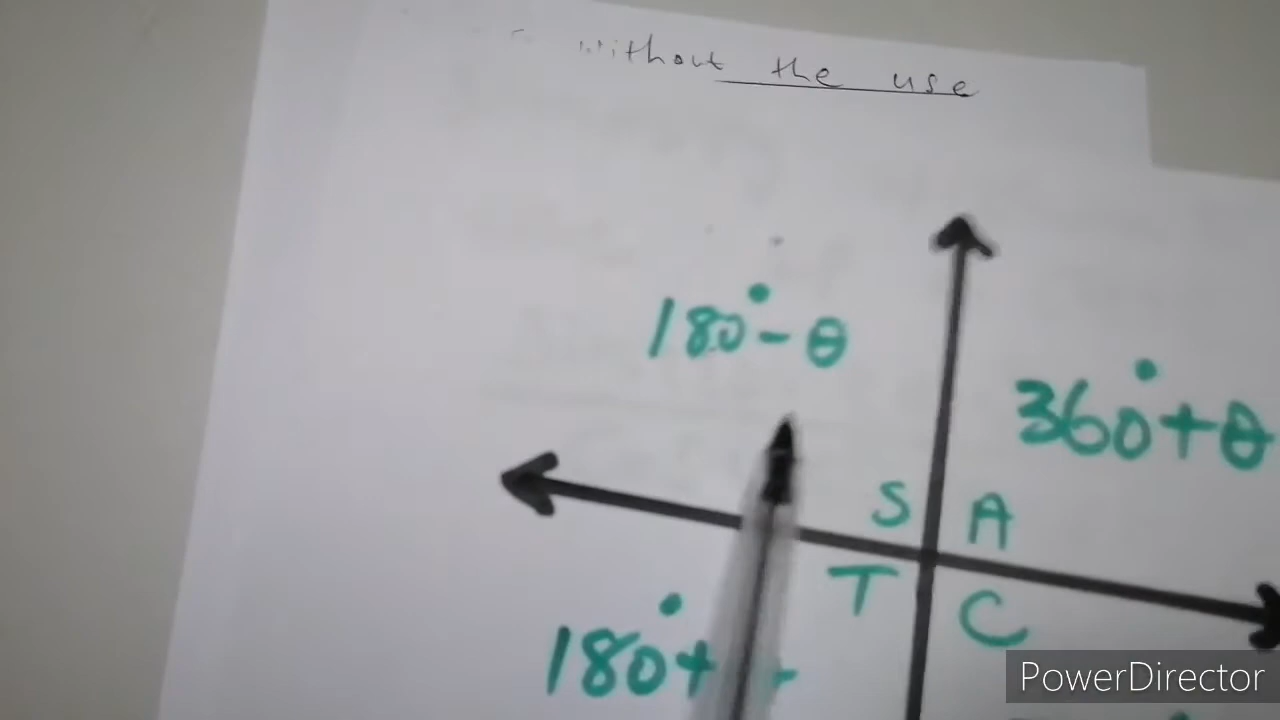 without the use
180°- θ
360°+θ
S A
T C
180+
PowerDirector